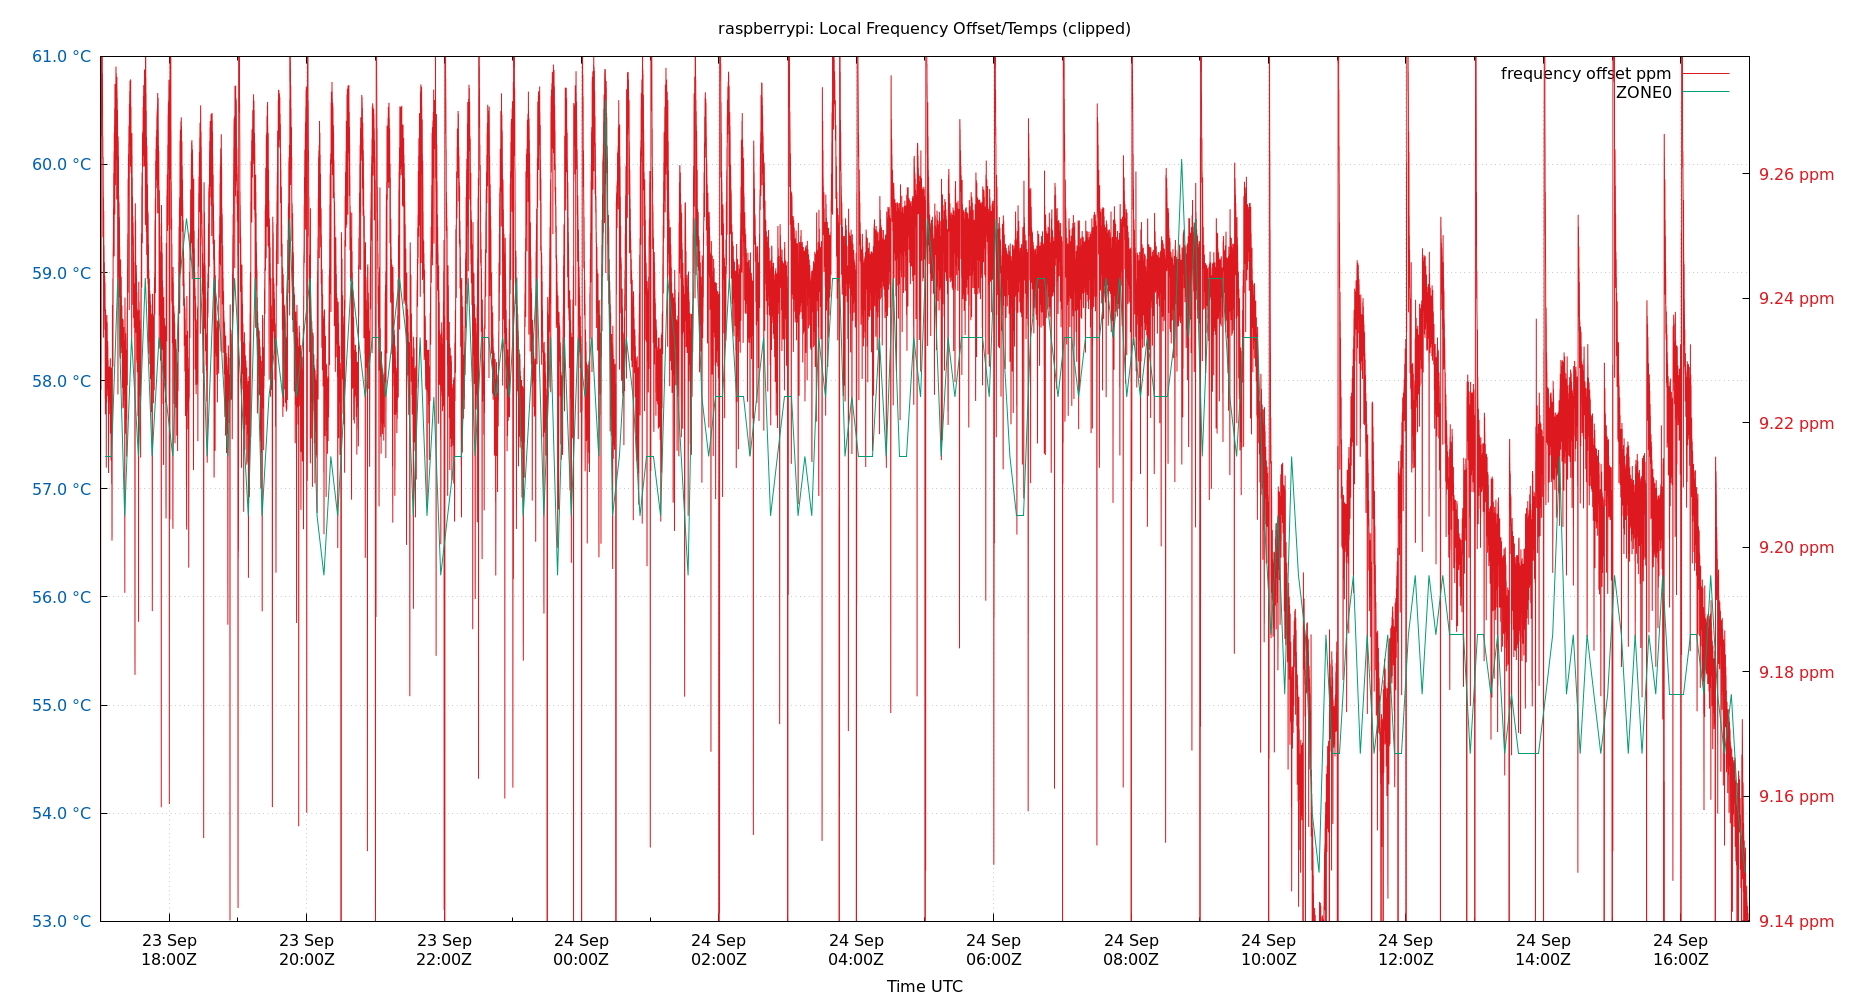 raspberrypi: Local Frequency Offset/Temps (clipped)
frequency offset ppm
ZONE0
61.0 °C
60.0 °C
59.0 °C
58.0 °C
57.0 °C
56.0 °C
55.0 °C
54.0 °C
53.0 °C
9.26 ppm
9.24 ppm
9.22 ppm
9.20 ppm
9.18 ppm
9.16 ppm
9.14 ppm
23 Sep
18:00Z
23 Sep
20:00Z
23 Sep
22:00Z
24 Sep
00:00Z
24 Sep
02:00Z
24 Sep
04:00Z
24 Sep
06:00Z
24 Sep
08:00Z
24 Sep
10:00Z
24 Sep
12:00Z
24 Sep
14:00Z
24 Sep
16:00Z
Time UTC